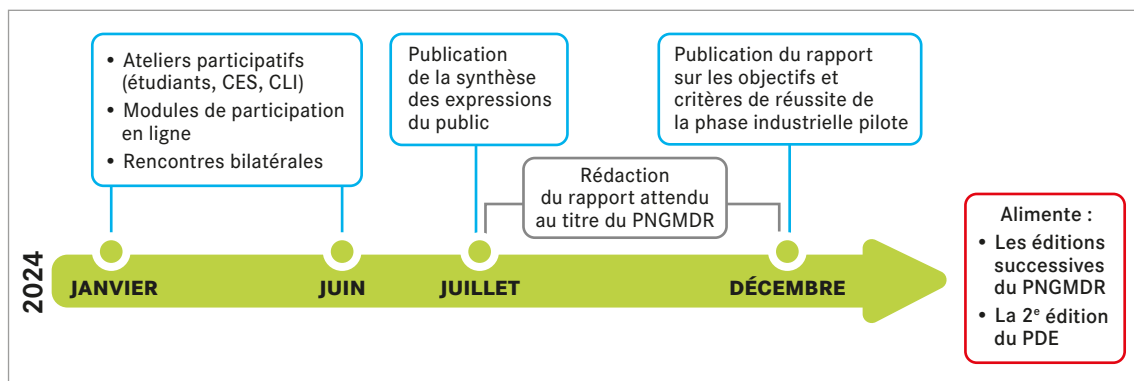 • Ateliers participatifs
(étudiants, CES, CLI)
• Modules de participation
en ligne
• Rencontres bilatérales
Publication
de la synthèse
des expressions
du public
Publication du rapport
sur les objectifs et
critères de réussite de
la phase industrielle pilote
Rédaction
du rapport attendu
au titre du PNGMDR
2024
JANVIER
JUIN
JUILLET
DÉCEMBRE
Alimente :
• Les éditions
successives
du PNGMDR
• La 2e édition
du PDE